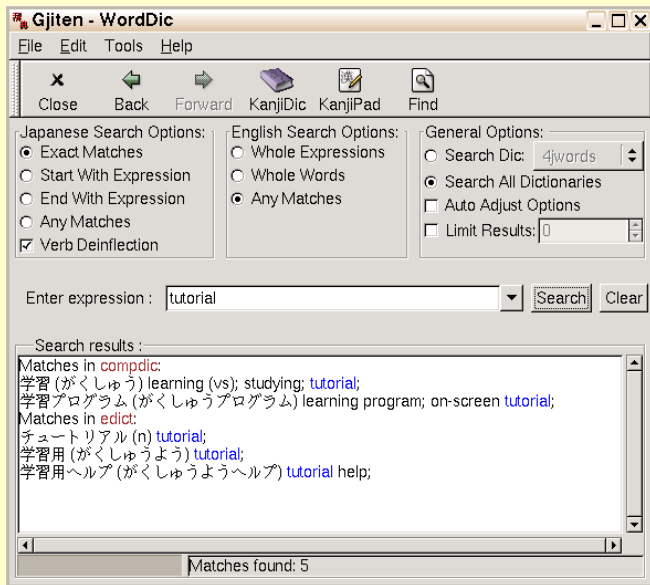 Gjiten - WordDic
File Edit Tools Help
Close Back Forward KanjiDic KanjiPad Find
Japanese Search Options:
Exact Matches
Start With Expression
End With Expression
Any Matches
Verb Deinflection
English Search Options:
Whole Expressions
Whole Words
Any Matches
General Options:
Search Dic: 4jwords
Search All Dictionaries
Auto Adjust Options
Limit Results: 0
Enter expression : tutorial Search Clear
Search results :
Matches in compdic:
学習 (がくしゅう) learning (vs); studying; tutorial;
学習プログラム (がくしゅうプログラム) learning program; on-screen tutorial;
Matches in edict:
チュートリアル (n) tutorial;
学習用 (がくしゅうよう) tutorial;
学習用ヘルプ (がくしゅうようヘルプ) tutorial help;
Matches found: 5